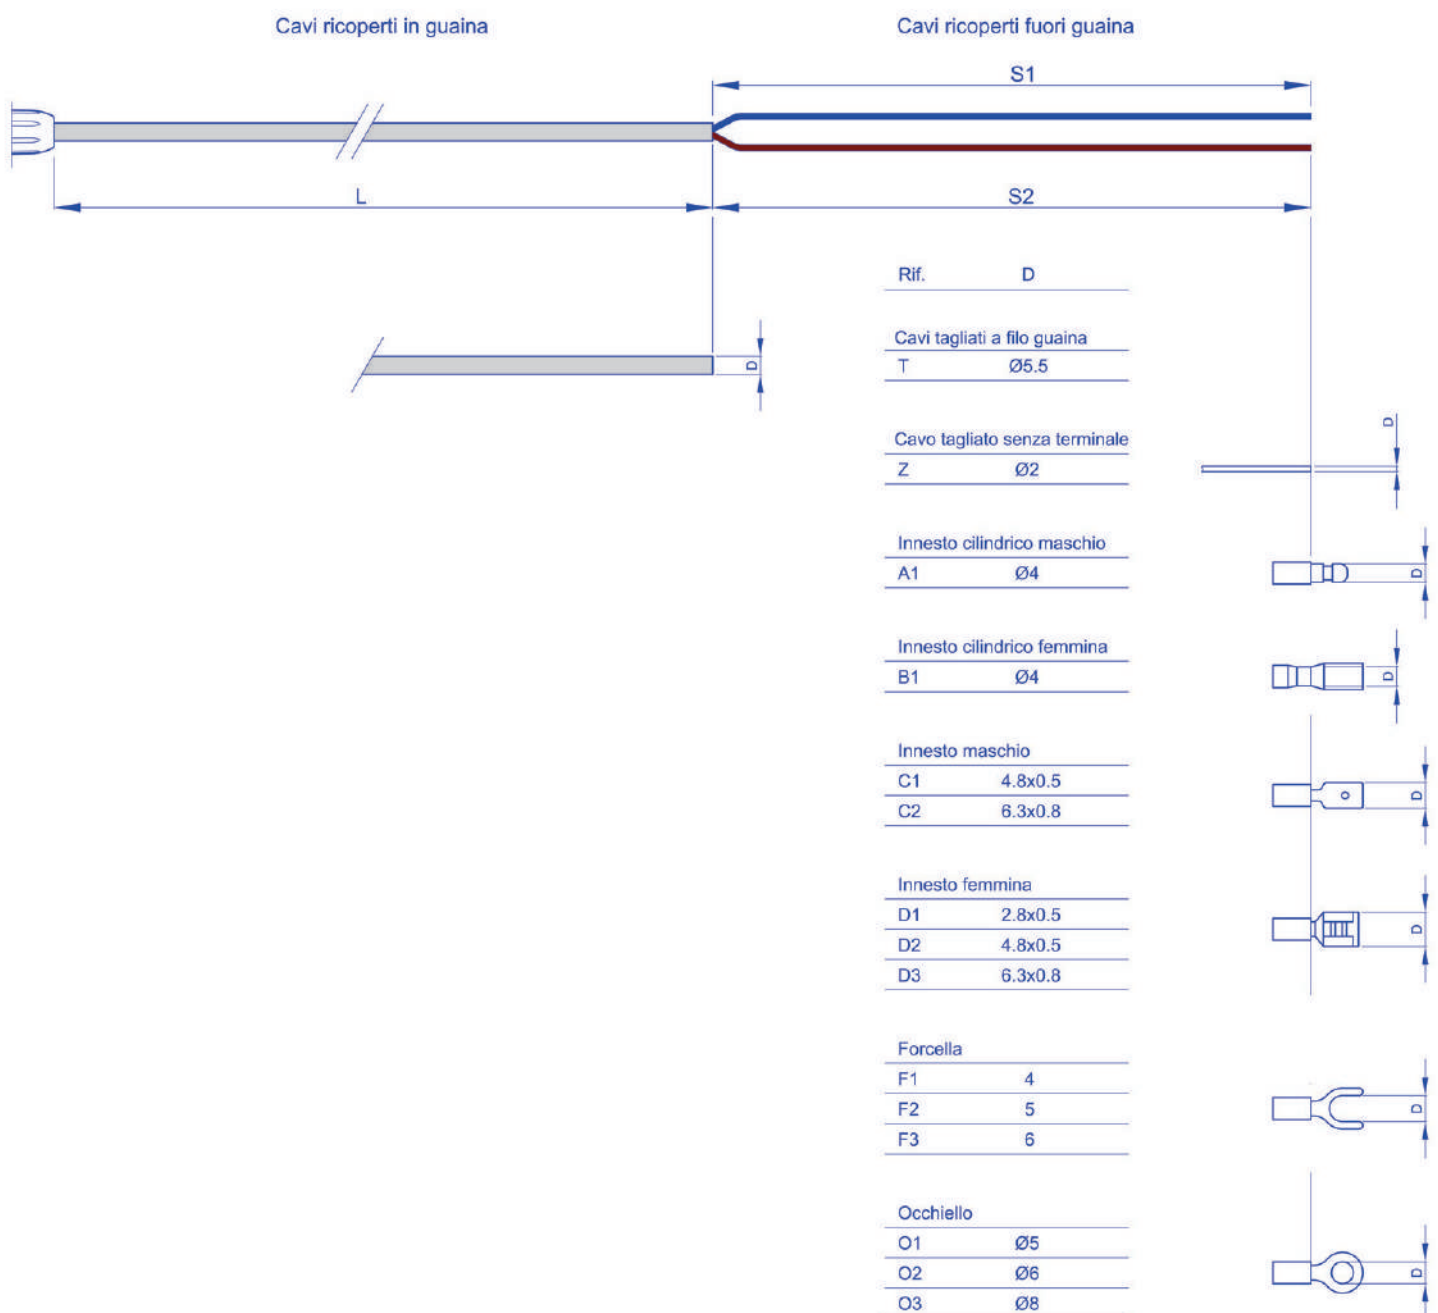 Cavi ricoperti in guaina
Cavi ricoperti fuori guaina
S1
L
S2
Rif. D
Cavi tagliati a filo guaina
T Ø5.5
D
Cavo tagliato senza terminale
Z Ø2
D
Innesto cilindrico maschio
A1 Ø4
D
Innesto cilindrico femmina
B1 Ø4
D
Innesto maschio
C1 4.8x0.5
C2 6.3x0.8
D
Innesto femmina
D1 2.8x0.5
D2 4.8x0.5
D3 6.3x0.8
D
Forcella
F1 4
F2 5
F3 6
D
Occhiello
O1 Ø5
O2 Ø6
O3 Ø8
D